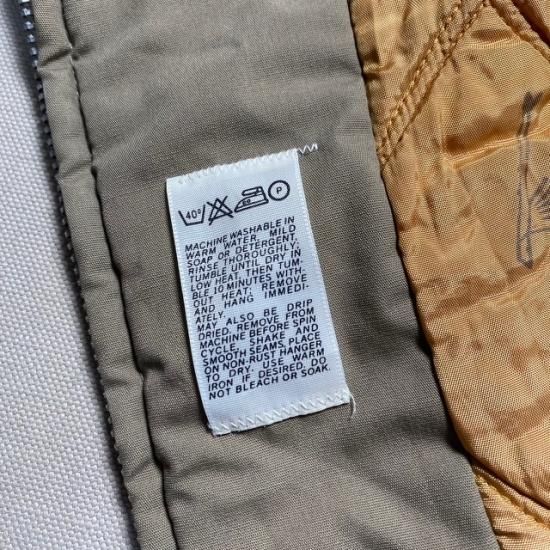 40° P
MACHINE WASHABLE IN
WARM WATER. MILD
SOAP OR DETERGENT.
RINSE THOROUGHLY;
TUMBLE UNTIL DRY IN
LOW HEAT, THEN TUM-
BLE 10 MINUTES WITH-
OUT HEAT; REMOVE
AND HANG IMMEDI-
ATELY.
MAY ALSO BE DRIP
DRIED. REMOVE FROM
MACHINE BEFORE SPIN
CYCLE, SHAKE AND
SMOOTH SEAMS, PLACE
ON NON-RUST HANGER
TO DRY. USE WARM
IRON IF DESIRED. DO
NOT BLEACH OR SOAK.